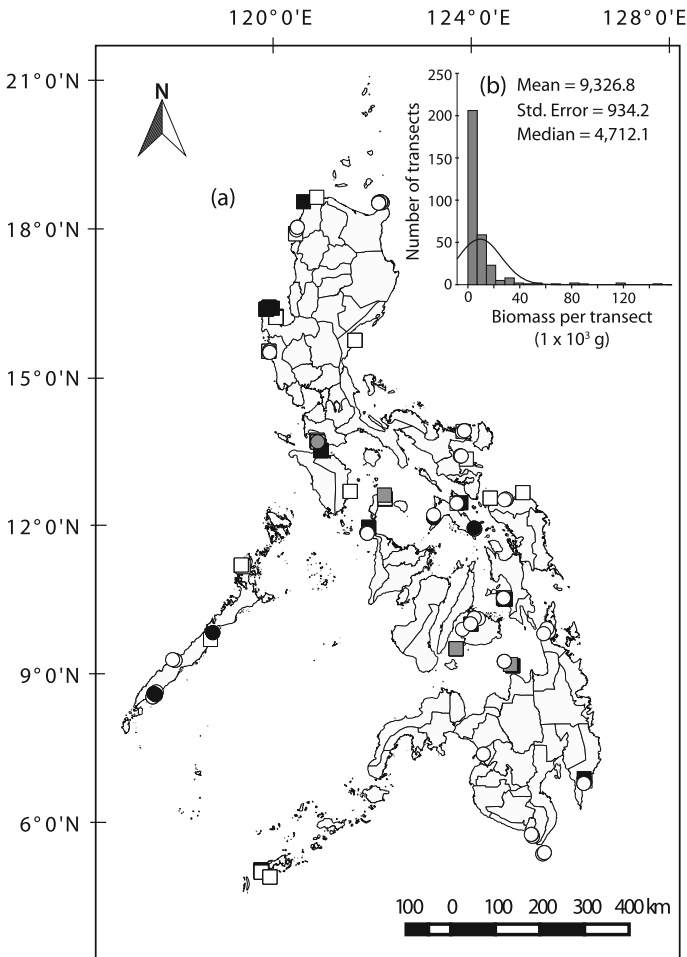 120°0'E 124°0'E 128°0'E
21°0'N
18°0'N
15°0'N
12°0'N
9°0'N
6°0'N
N
(a)
(b)
Mean = 9,326.8
Std. Error = 934.2
Median = 4,712.1
Number of transects
250
200
150
100
50
0
0 40 80 120
Biomass per transect
(1 x 10³ g)
100 0 100 200 300 400 km